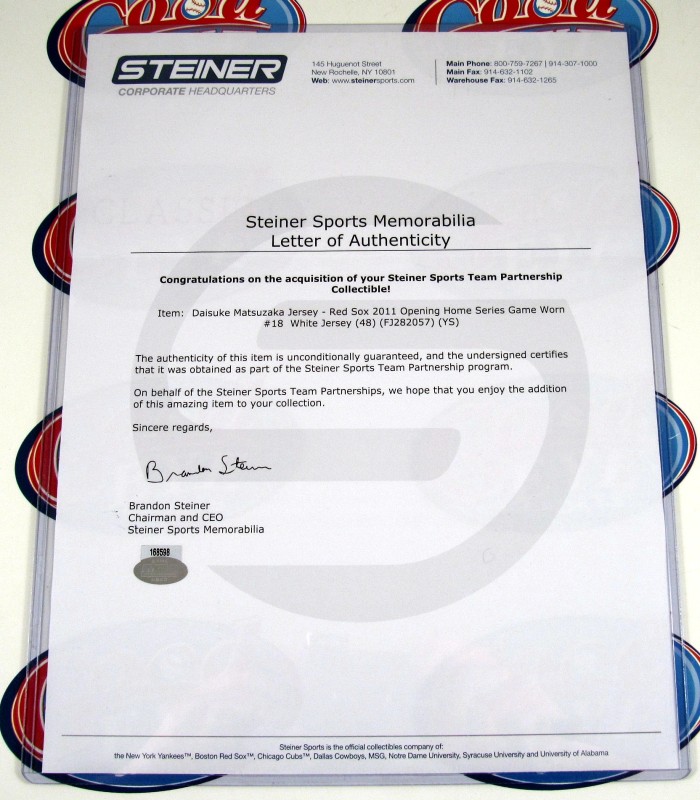 STEINER
CORPORATE HEADQUARTERS
145 Huguenot Street
New Rochelle, NY 10801
Web: www.steinersports.com
Main Phone: 800-759-7267 | 914-307-1000
Main Fax: 914-632-1102
Warehouse Fax: 914-632-1265
Steiner Sports Memorabilia
Letter of Authenticity
Congratulations on the acquisition of your Steiner Sports Team Partnership
Collectible!
Item: Daisuke Matsuzaka Jersey - Red Sox 2011 Opening Home Series Game Worn
#18 White Jersey (48) (FJ282057) (YS)
The authenticity of this item is unconditionally guaranteed, and the undersigned certifies
that it was obtained as part of the Steiner Sports Team Partnership program.
On behalf of the Steiner Sports Team Partnerships, we hope that you enjoy the addition
of this amazing item to your collection.
Sincere regards,
Brandon Steiner
Brandon Steiner
Chairman and CEO
Steiner Sports Memorabilia
168598
Steiner Sports is the official collectibles company of:
the New York Yankees™, Boston Red Sox™, Chicago Cubs™, Dallas Cowboys, MSG, Notre Dame University, Syracuse University and University of Alabama